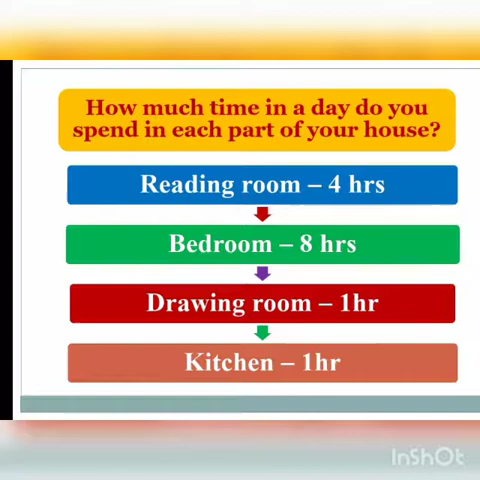 How much time in a day do you
spend in each part of your house?
Reading room – 4 hrs
Bedroom – 8 hrs
Drawing room – 1hr
Kitchen – 1hr
InShOt